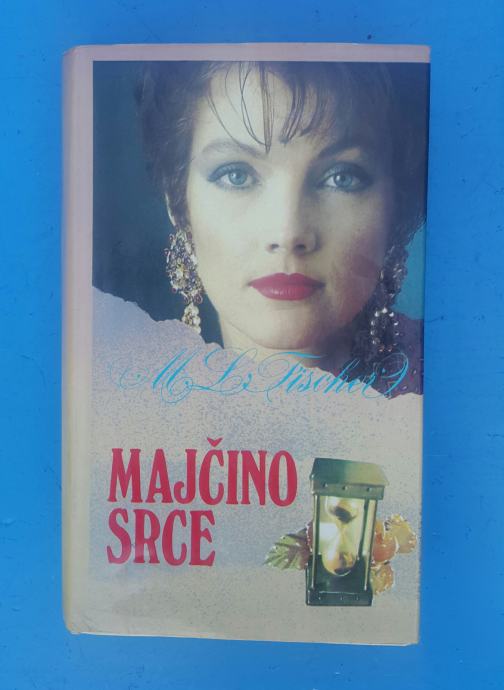 M. L. Fischer
MAJČINO
SRCE